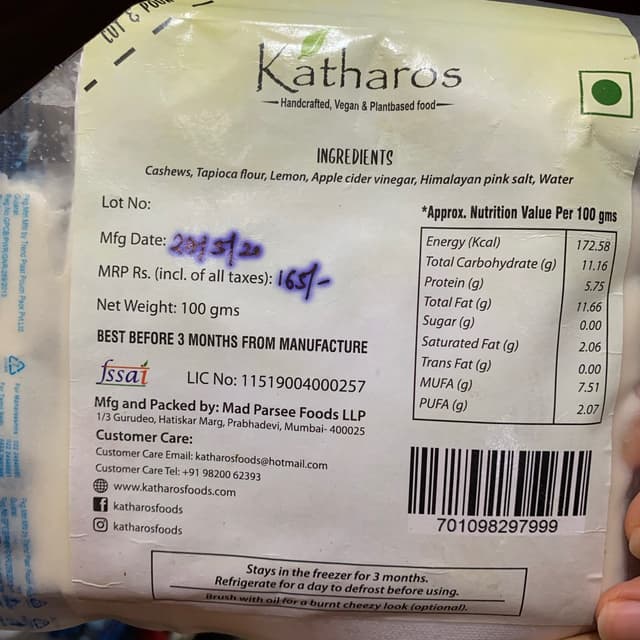 CUT & POUR
Katharos
Handcrafted, Vegan & Plantbased food
INGREDIENTS
Cashews, Tapioca flour, Lemon, Apple cider vinegar, Himalayan pink salt, Water
Lot No:
Mfg Date:
MRP Rs. (incl. of all taxes): 165/-
Net Weight: 100 gms
BEST BEFORE 3 MONTHS FROM MANUFACTURE
fssai LIC No: 11519004000257
Mfg and Packed by: Mad Parsee Foods LLP
1/3 Gurudeo, Hatiskar Marg, Prabhadevi, Mumbai- 400025
Customer Care:
Customer Care Email: katharosfoods@hotmail.com
Customer Care Tel: +91 98200 62393
www.katharosfoods.com
katharosfoods
katharosfoods
*Approx. Nutrition Value Per 100 gms
Energy (Kcal) 172.58
Total Carbohydrate (g) 11.16
Protein (g) 5.75
Total Fat (g) 11.66
Sugar (g) 0.00
Saturated Fat (g) 2.06
Trans Fat (g) 0.00
MUFA (g) 7.51
PUFA (g) 2.07
701098297999
Stays in the freezer for 3 months.
Refrigerate for a day to defrost before using.
Brush with oil for a burnt cheezy look (optional).